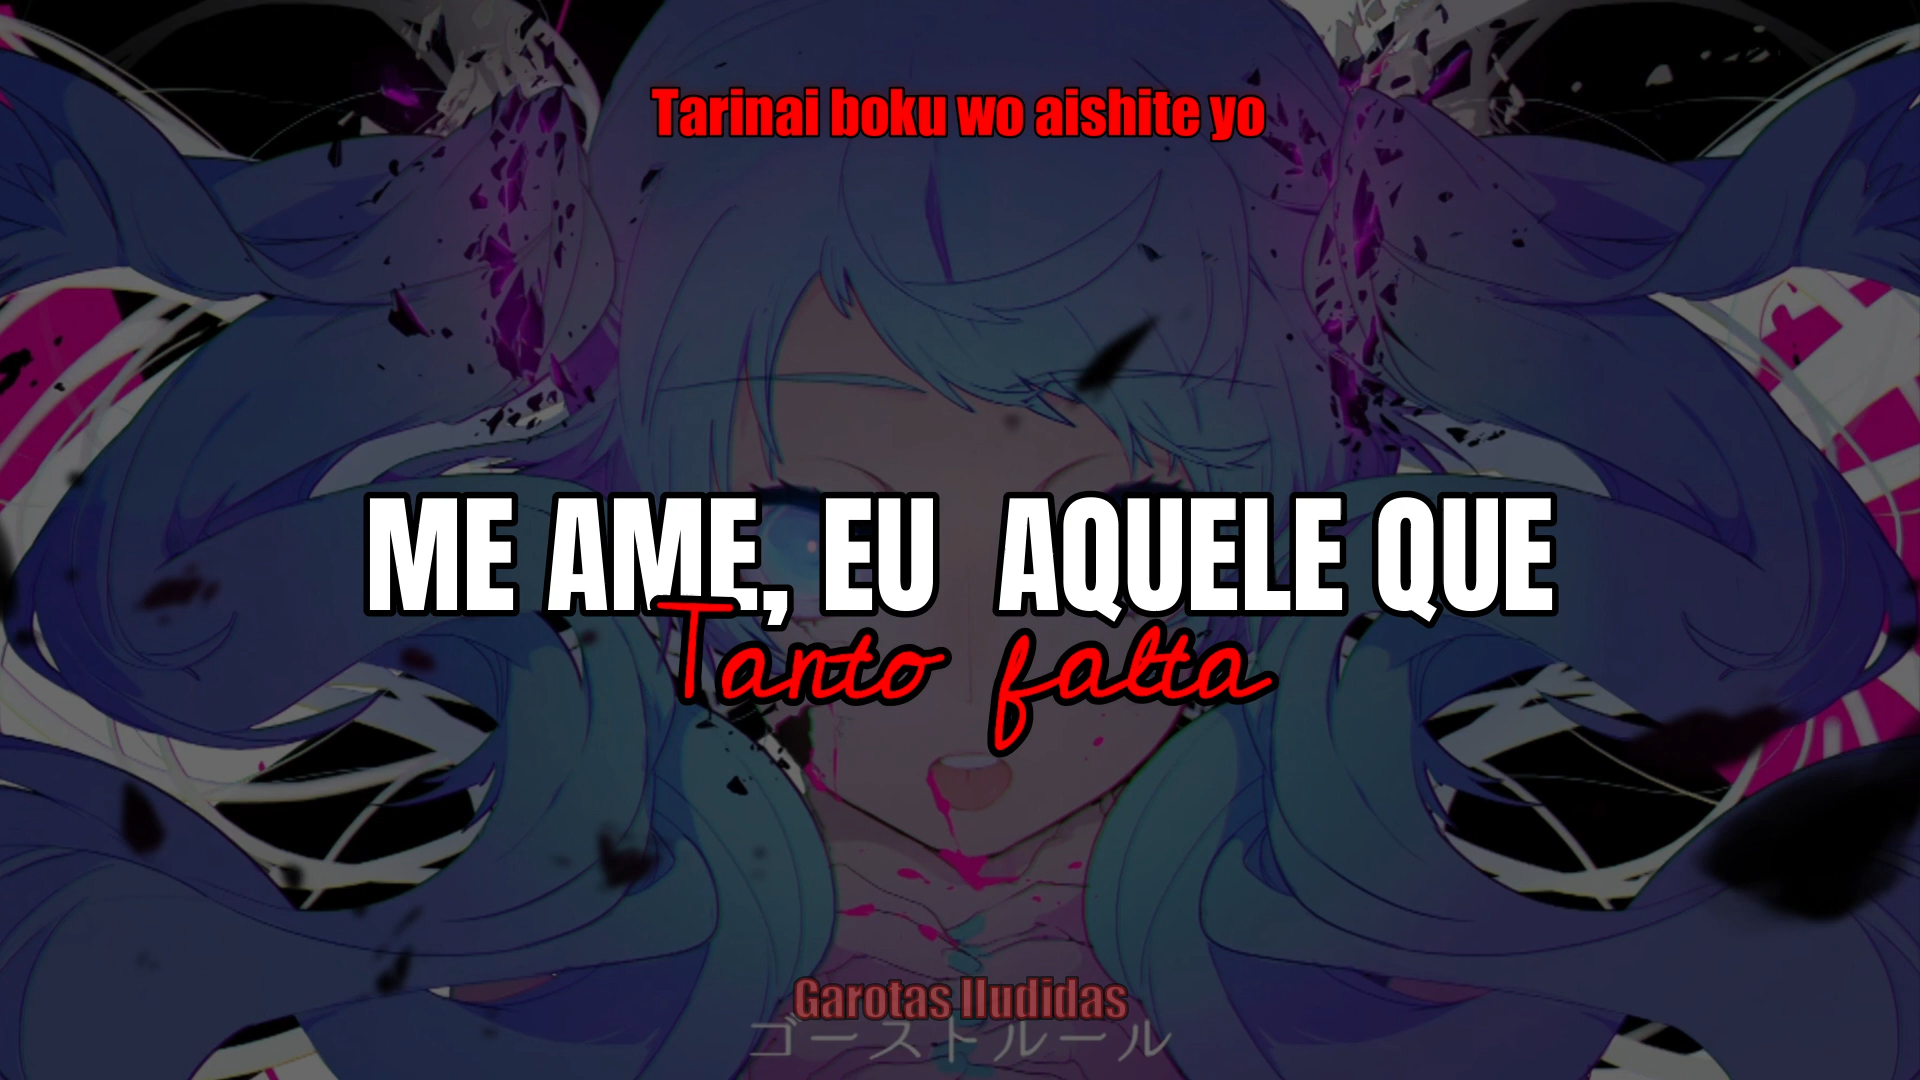 Tarinai boku wo aishite yo
ME AME, EU AQUELE QUE
Tanto falta
Garotas Iludidas
ゴーストルール